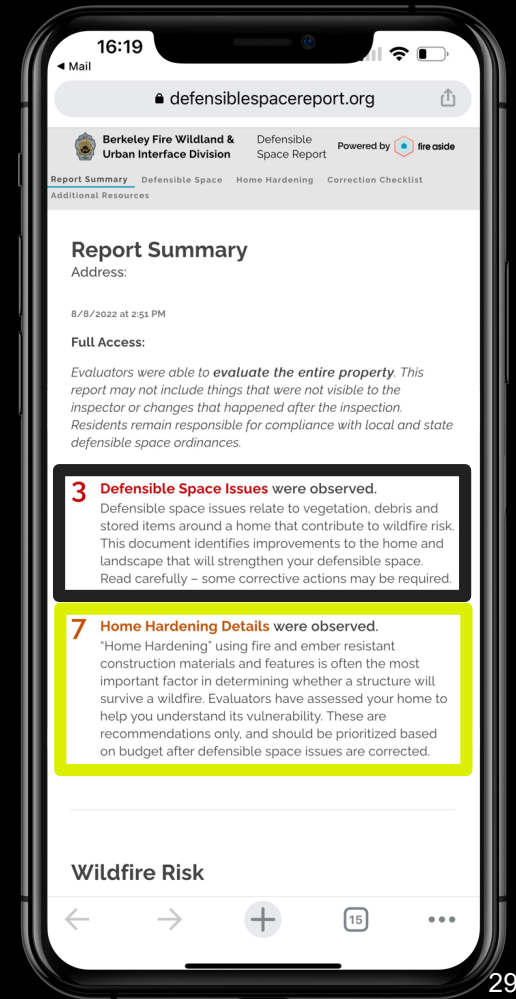 16:19
◄ Mail
defensiblespacereport.org
Berkeley Fire Wildland &
Urban Interface Division
Defensible
Space Report
Powered by fire aside
Report Summary Defensible Space Home Hardening Correction Checklist
Additional Resources
Report Summary
Address:
8/8/2022 at 2:51 PM
Full Access:
Evaluators were able to evaluate the entire property. This
report may not include things that were not visible to the
inspector or changes that happened after the inspection.
Residents remain responsible for compliance with local and state
defensible space ordinances.
3 Defensible Space Issues were observed.
Defensible space issues relate to vegetation, debris and
stored items around a home that contribute to wildfire risk.
This document identifies improvements to the home and
landscape that will strengthen your defensible space.
Read carefully – some corrective actions may be required.
7 Home Hardening Details were observed.
"Home Hardening" using fire and ember resistant
construction materials and features is often the most
important factor in determining whether a structure will
survive a wildfire. Evaluators have assessed your home to
help you understand its vulnerability. These are
recommendations only, and should be prioritized based
on budget after defensible space issues are corrected.
Wildfire Risk
15
29